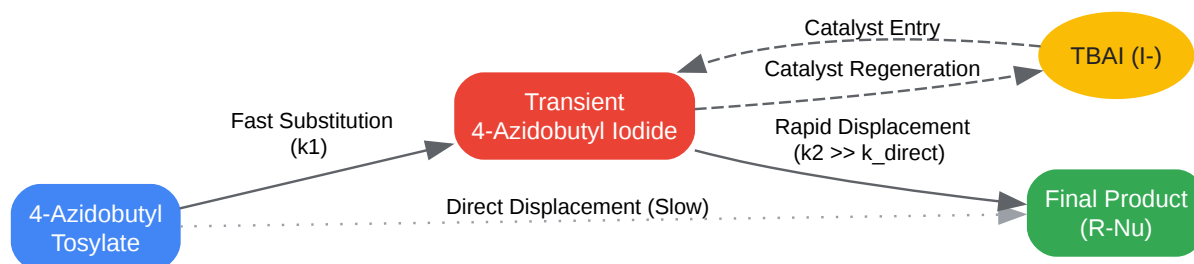 Catalyst Entry
TBAI (I-)
Catalyst Regeneration
Transient
4-Azidobutyl Iodide
Fast Substitution
(k1)
Rapid Displacement
(k2 >> k_direct)
4-Azidobutyl
Tosylate
Direct Displacement (Slow)
Final Product
(R-Nu)